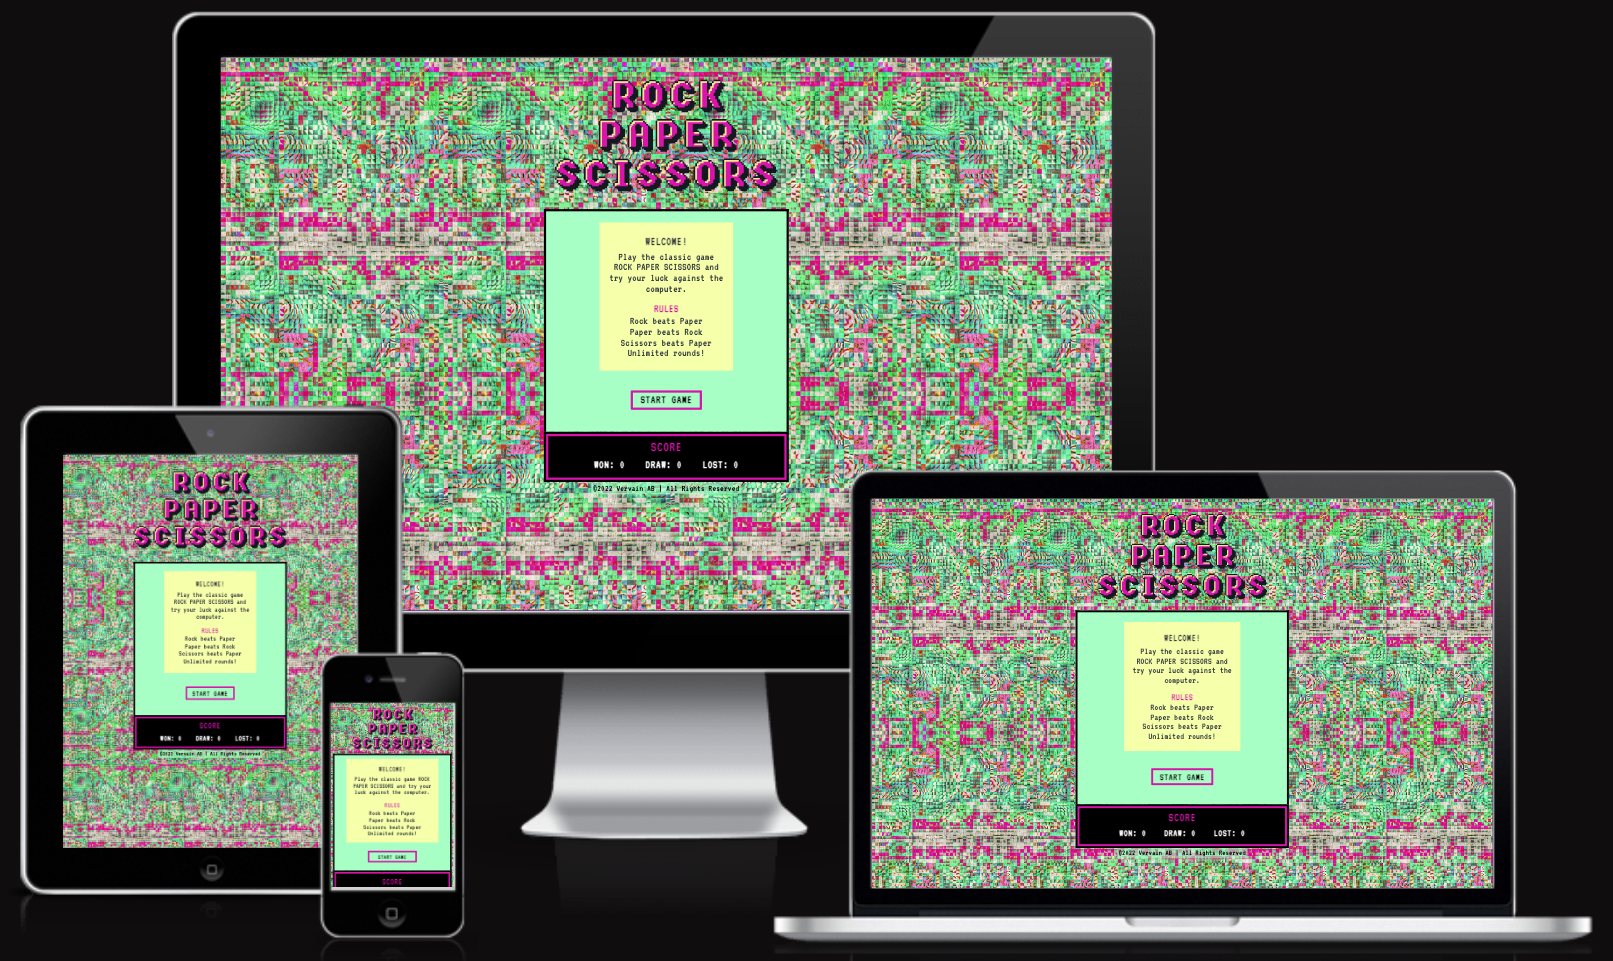 ROCK
PAPER
SCISSORS
WELCOME!
Play the classic game
ROCK PAPER SCISSORS and
try your luck against the
computer.
RULES
Rock beats Paper
Paper beats Rock
Scissors beats Paper
Unlimited rounds!
START GAME
SCORE
WON: 0 DRAW: 0 LOST: 0
©2022 Vervain AB | All Rights Reserved
ROCK
PAPER
SCISSORS
WELCOME!
Play the classic game
ROCK PAPER SCISSORS and
try your luck against the
computer.
RULES
Rock beats Paper
Paper beats Rock
Scissors beats Paper
Unlimited rounds!
START GAME
SCORE
WON: 0 DRAW: 0 LOST: 0
©2022 Vervain AB | All Rights Reserved
ROCK
PAPER
SCISSORS
WELCOME!
Play the classic game ROCK
PAPER SCISSORS and try your
luck against the computer.
RULES
Rock beats Paper
Paper beats Rock
Scissors beats Paper
Unlimited rounds!
START GAME
SCORE
ROCK
PAPER
SCISSORS
WELCOME!
Play the classic game
ROCK PAPER SCISSORS and
try your luck against the
computer.
RULES
Rock beats Paper
Paper beats Rock
Scissors beats Paper
Unlimited rounds!
START GAME
SCORE
WON: 0 DRAW: 0 LOST: 0
©2022 Vervain AB | All Rights Reserved